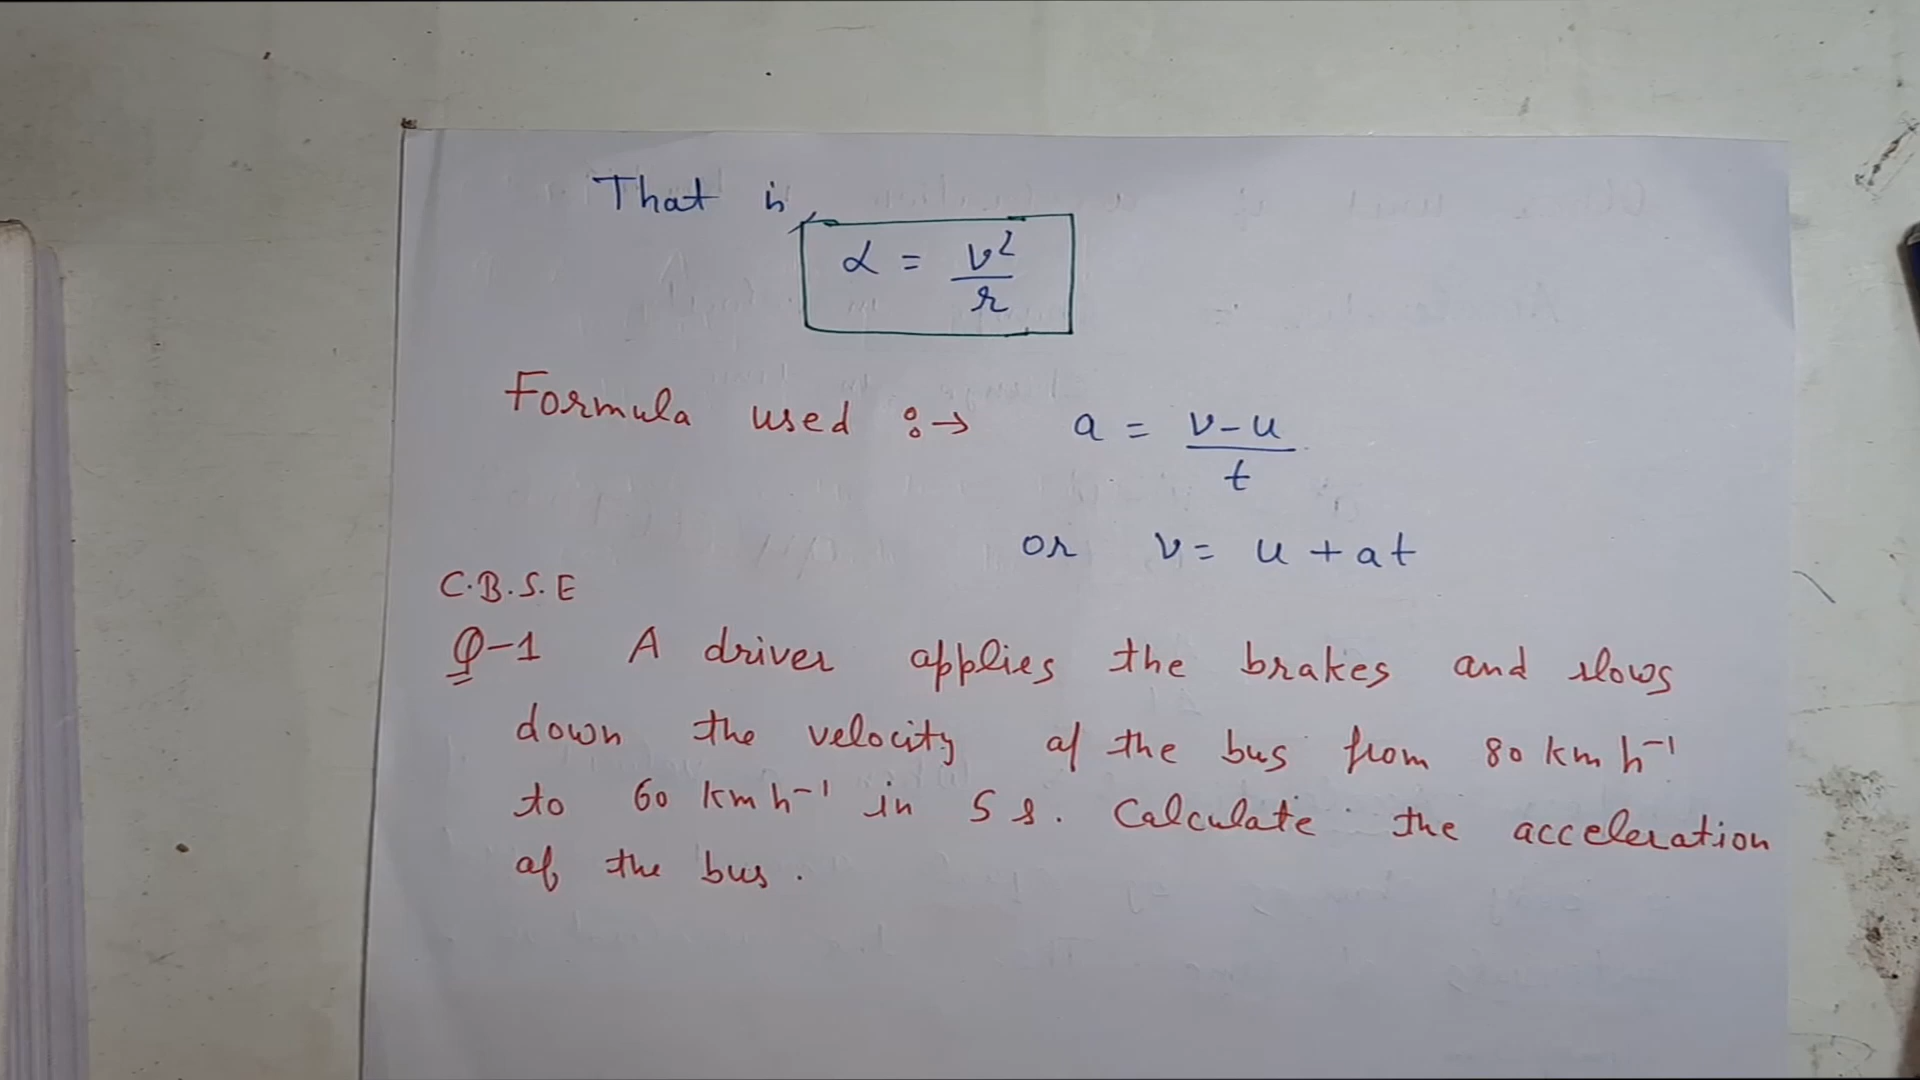 That is
α = v²/r
Formula used :→ a = v-u/t
or v = u + at
C.B.S.E
Q-1 A driver applies the brakes and slows
down the velocity of the bus from 80 km h⁻¹
to 60 km h⁻¹ in 5 s. Calculate the acceleration
of the bus.